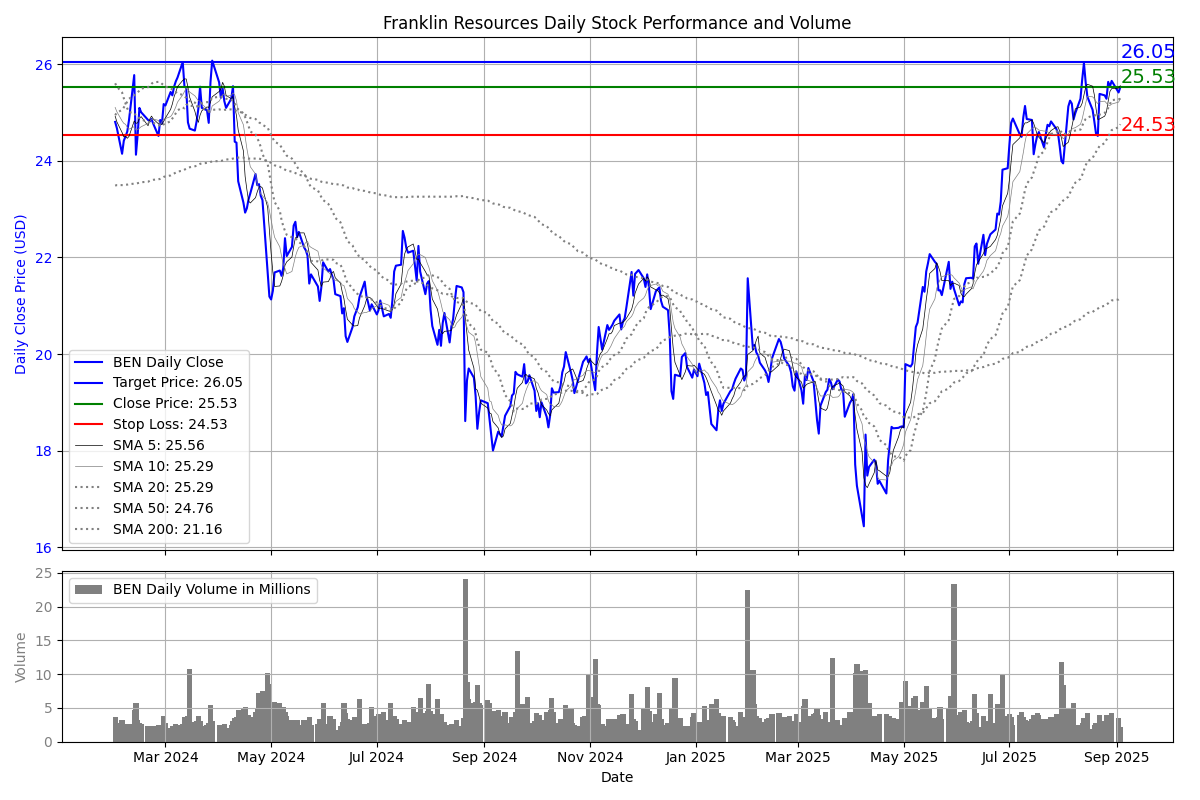 Franklin Resources Daily Stock Performance and Volume
26.05
25.53
24.53
26
24
22
20
18
16
Daily Close Price (USD)
BEN Daily Close
Target Price: 26.05
Close Price: 25.53
Stop Loss: 24.53
SMA 5: 25.56
SMA 10: 25.29
SMA 20: 25.29
SMA 50: 24.76
SMA 200: 21.16
25
20
15
10
5
0
Volume
BEN Daily Volume in Millions
Mar 2024 May 2024 Jul 2024 Sep 2024 Nov 2024 Jan 2025 Mar 2025 May 2025 Jul 2025 Sep 2025
Date